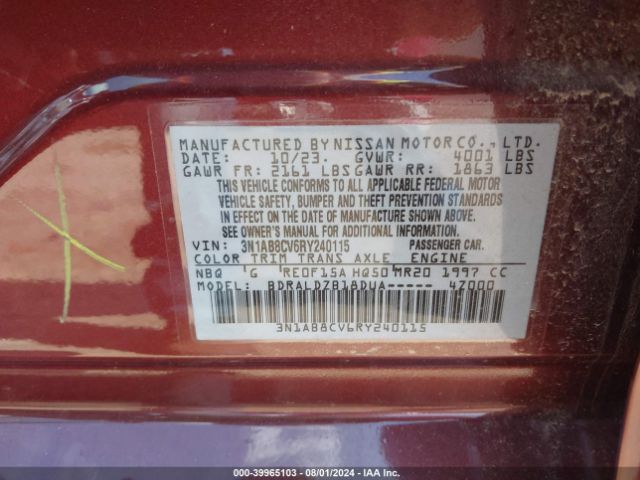 MANUFACTURED BY NISSAN MOTOR CO., LTD.
DATE: 10/23. GVWR: 4001 LBS
GAWR FR: 2161 LBS GAWR RR: 1863 LBS
THIS VEHICLE CONFORMS TO ALL APPLICABLE FEDERAL MOTOR
VEHICLE SAFETY, BUMPER AND THEFT PREVENTION STANDARDS
IN EFFECT ON THE DATE OF MANUFACTURE SHOWN ABOVE.
SEE OWNER'S MANUAL FOR ADDITIONAL INFORMATION.
VIN: 3N1AB8CV6RY240115 PASSENGER CAR.
COLOR TRIM TRANS AXLE ENGINE
NBQ G RE0F15A HQ50 MR20 1997 CC
MODEL: BDRALDZB18DUA----- 4Z000
3N1AB8CV6RY240115
000-39965103 - 08/01/2024 - IAA Inc.